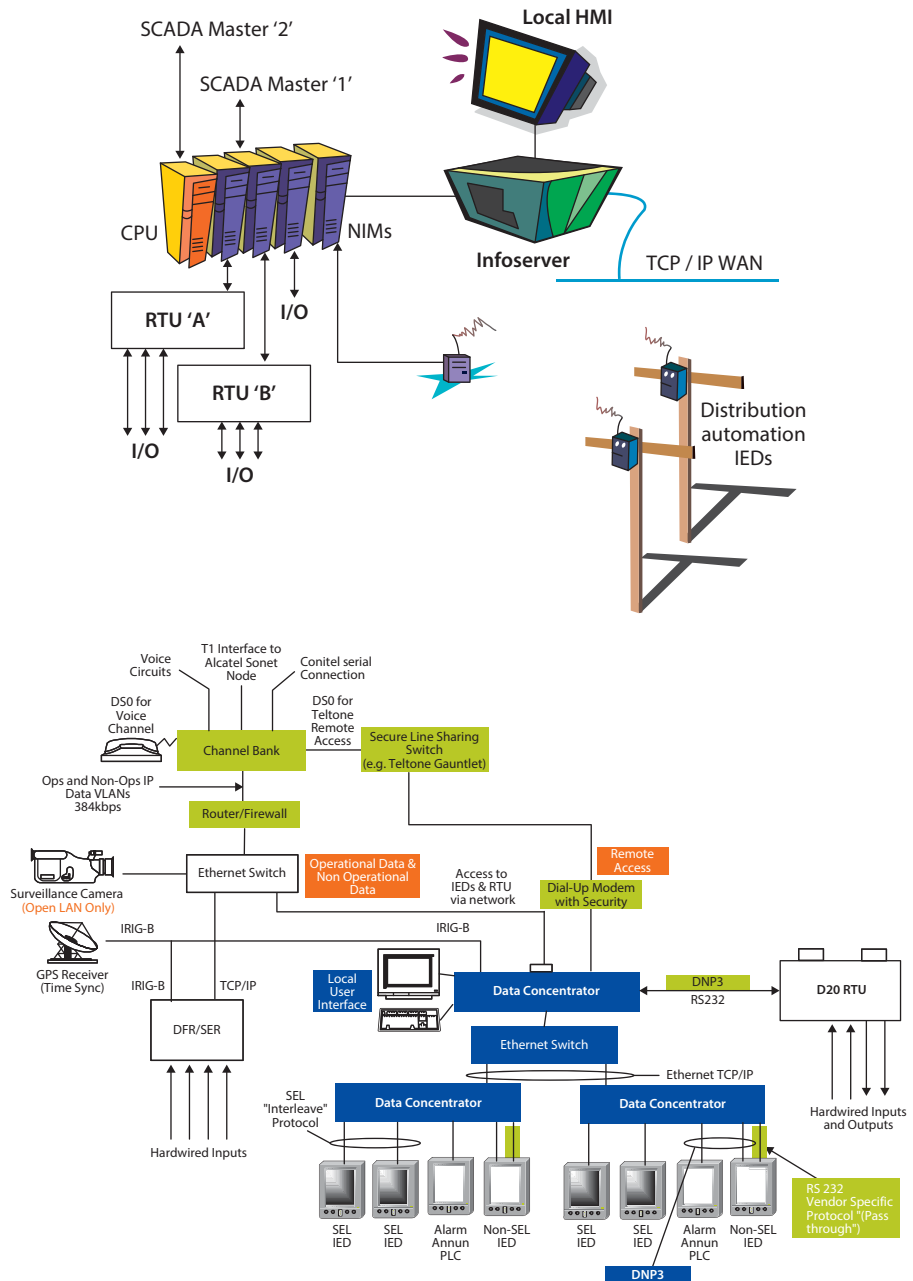 SCADA Master '2'
SCADA Master '1'
Local HMI
CPU
NIMs
Infoserver
TCP / IP WAN
RTU 'A'
I/O
RTU 'B'
I/O
I/O
Distribution
automation
IEDs
Voice
Circuits
T1 Interface to
Alcatel Sonet
Node
Conitel serial
Connection
DS0 for
Voice
Channel
DS0 for
Teltone
Remote
Access
Channel Bank
Secure Line Sharing
Switch
(e.g. Teltone Gauntlet)
Ops and Non-Ops IP
Data VLANs
384kbps
Router/Firewall
Ethernet Switch
Operational Data &
Non Operational
Data
Access to
IEDs & RTU
via network
Remote
Access
Dial-Up Modem
with Security
Surveillance Camera
(Open LAN Only)
IRIG-B
IRIG-B
GPS Receiver
(Time Sync)
IRIG-B
TCP/IP
Local
User
Interface
Data Concentrator
DNP3
RS232
D20 RTU
DFR/SER
Ethernet Switch
Ethernet TCP/IP
SEL
"Interleave"
Protocol
Data Concentrator
Data Concentrator
Hardwired Inputs
and Outputs
Hardwired Inputs
SEL
IED
SEL
IED
Alarm
Annun
PLC
Non-SEL
IED
SEL
IED
SEL
IED
Alarm
Annun
PLC
Non-SEL
IED
RS 232
Vendor Specific
Protocol "(Pass
through")
DNP3